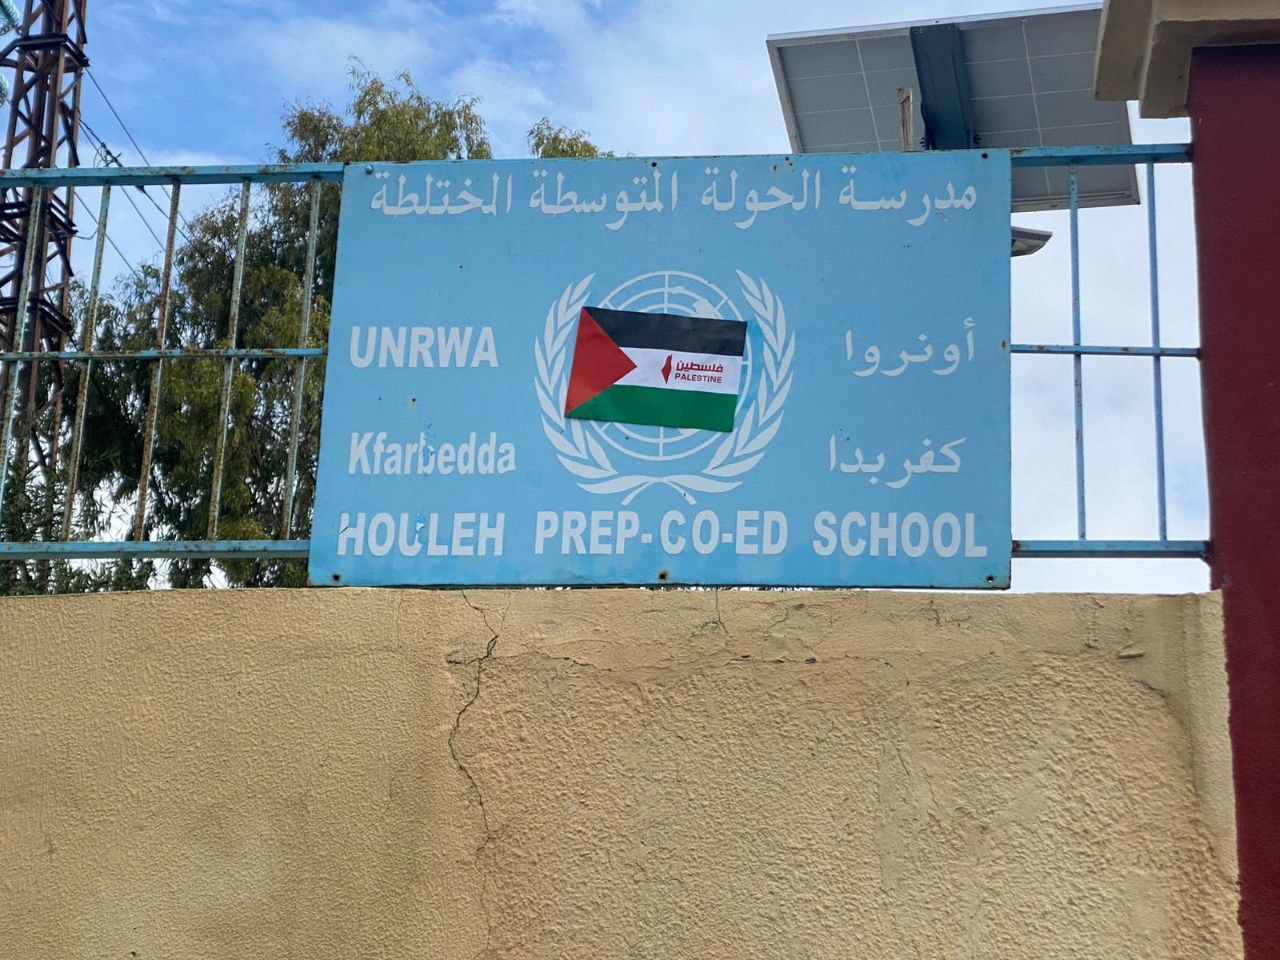 مدرسة الحولة المتوسطة المختلطة
UNRWA
أونروا
فلسطين
PALESTINE
Kfarbedda
كفربدا
HOULEH PREP-CO-ED SCHOOL